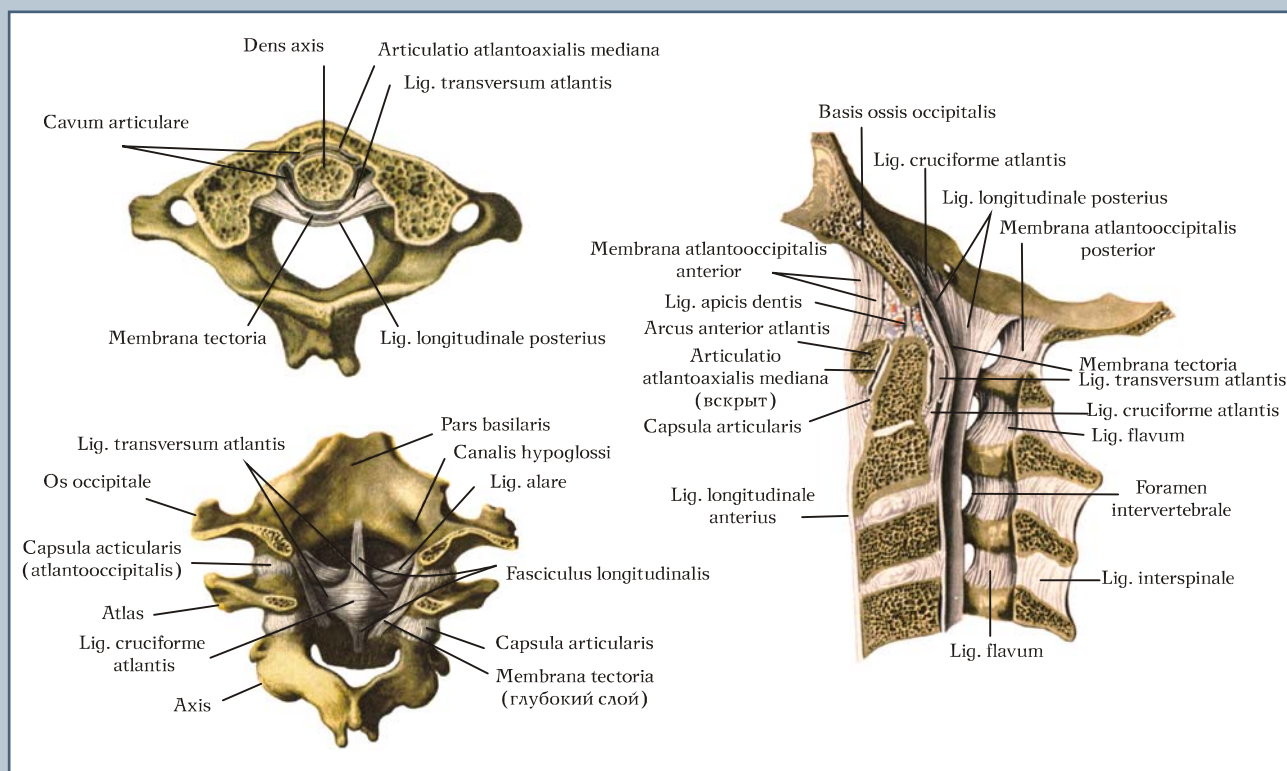 Dens axis
Articulatio atlantoaxialis mediana
Lig. transversum atlantis
Cavum articulare
Membrana tectoria
Lig. longitudinale posterius
Pars basilaris
Lig. transversum atlantis
Canalis hypoglossi
Os occipitale
Lig. alare
Capsula acticularis
(atlantooccipitalis)
Fasciculus longitudinalis
Atlas
Lig. cruciforme
atlantis
Capsula articularis
Membrana tectoria
(глубокий слой)
Axis
Basis ossis occipitalis
Lig. cruciforme atlantis
Lig. longitudinale posterius
Membrana atlantooccipitalis
posterior
Membrana atlantooccipitalis
anterior
Lig. apicis dentis
Arcus anterior atlantis
Articulatio
atlantoaxialis mediana
(вскрыт)
Capsula articularis
Membrana tectoria
Lig. transversum atlantis
Lig. cruciforme atlantis
Lig. flavum
Lig. longitudinale
anterius
Foramen
intervertebrale
Lig. interspinale
Lig. flavum